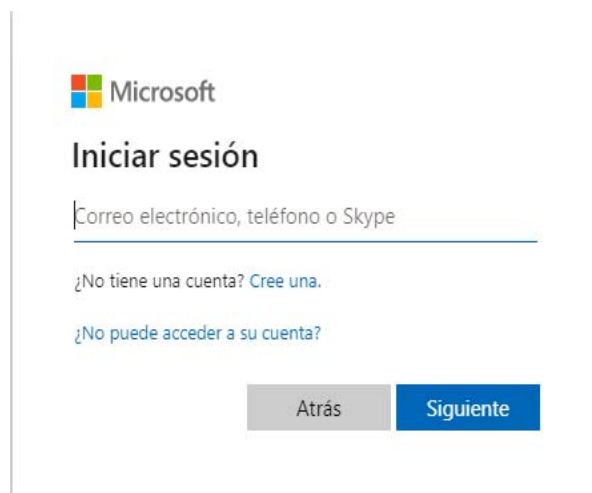 Microsoft
Iniciar sesión
Correo electrónico, teléfono o Skype
¿No tiene una cuenta? Cree una.
¿No puede acceder a su cuenta?
Atrás Siguiente